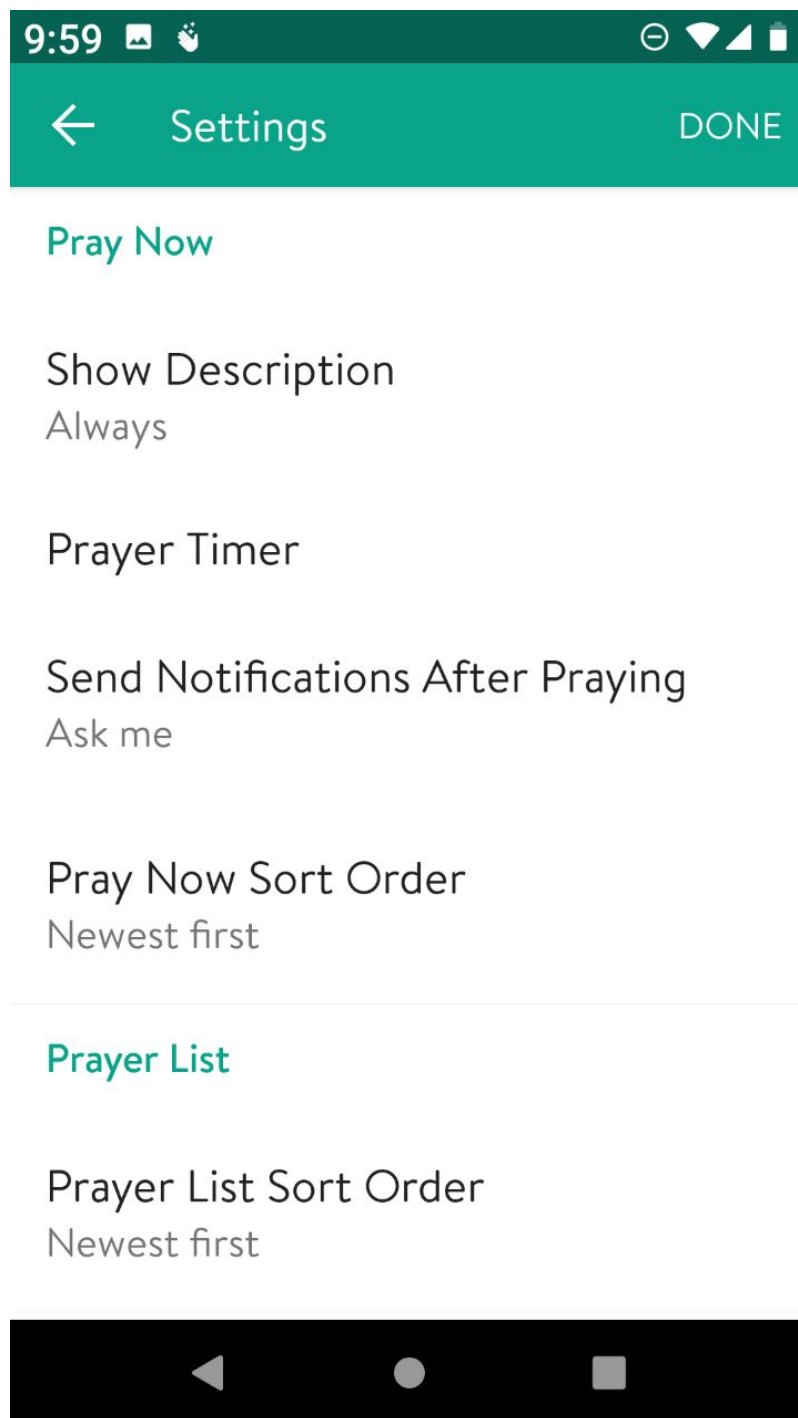 9:59
Settings DONE
Pray Now
Show Description
Always
Prayer Timer
Send Notifications After Praying
Ask me
Pray Now Sort Order
Newest first
Prayer List
Prayer List Sort Order
Newest first